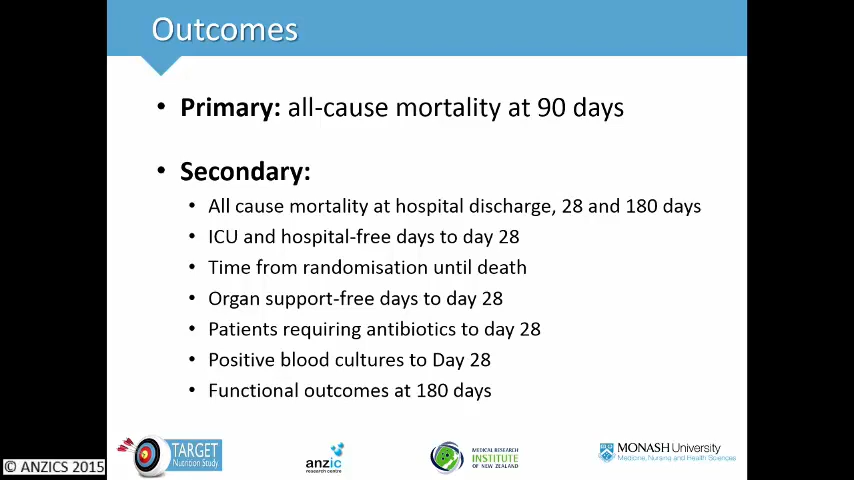 Outcomes
• Primary: all-cause mortality at 90 days
• Secondary:
• All cause mortality at hospital discharge, 28 and 180 days
• ICU and hospital-free days to day 28
• Time from randomisation until death
• Organ support-free days to day 28
• Patients requiring antibiotics to day 28
• Positive blood cultures to Day 28
• Functional outcomes at 180 days
TARGET
Nutrition Study
anzic
research centre
MEDICAL RESEARCH
INSTITUTE
OF NEW ZEALAND
MONASH University
Medicine, Nursing and Health Sciences
© ANZICS 2015